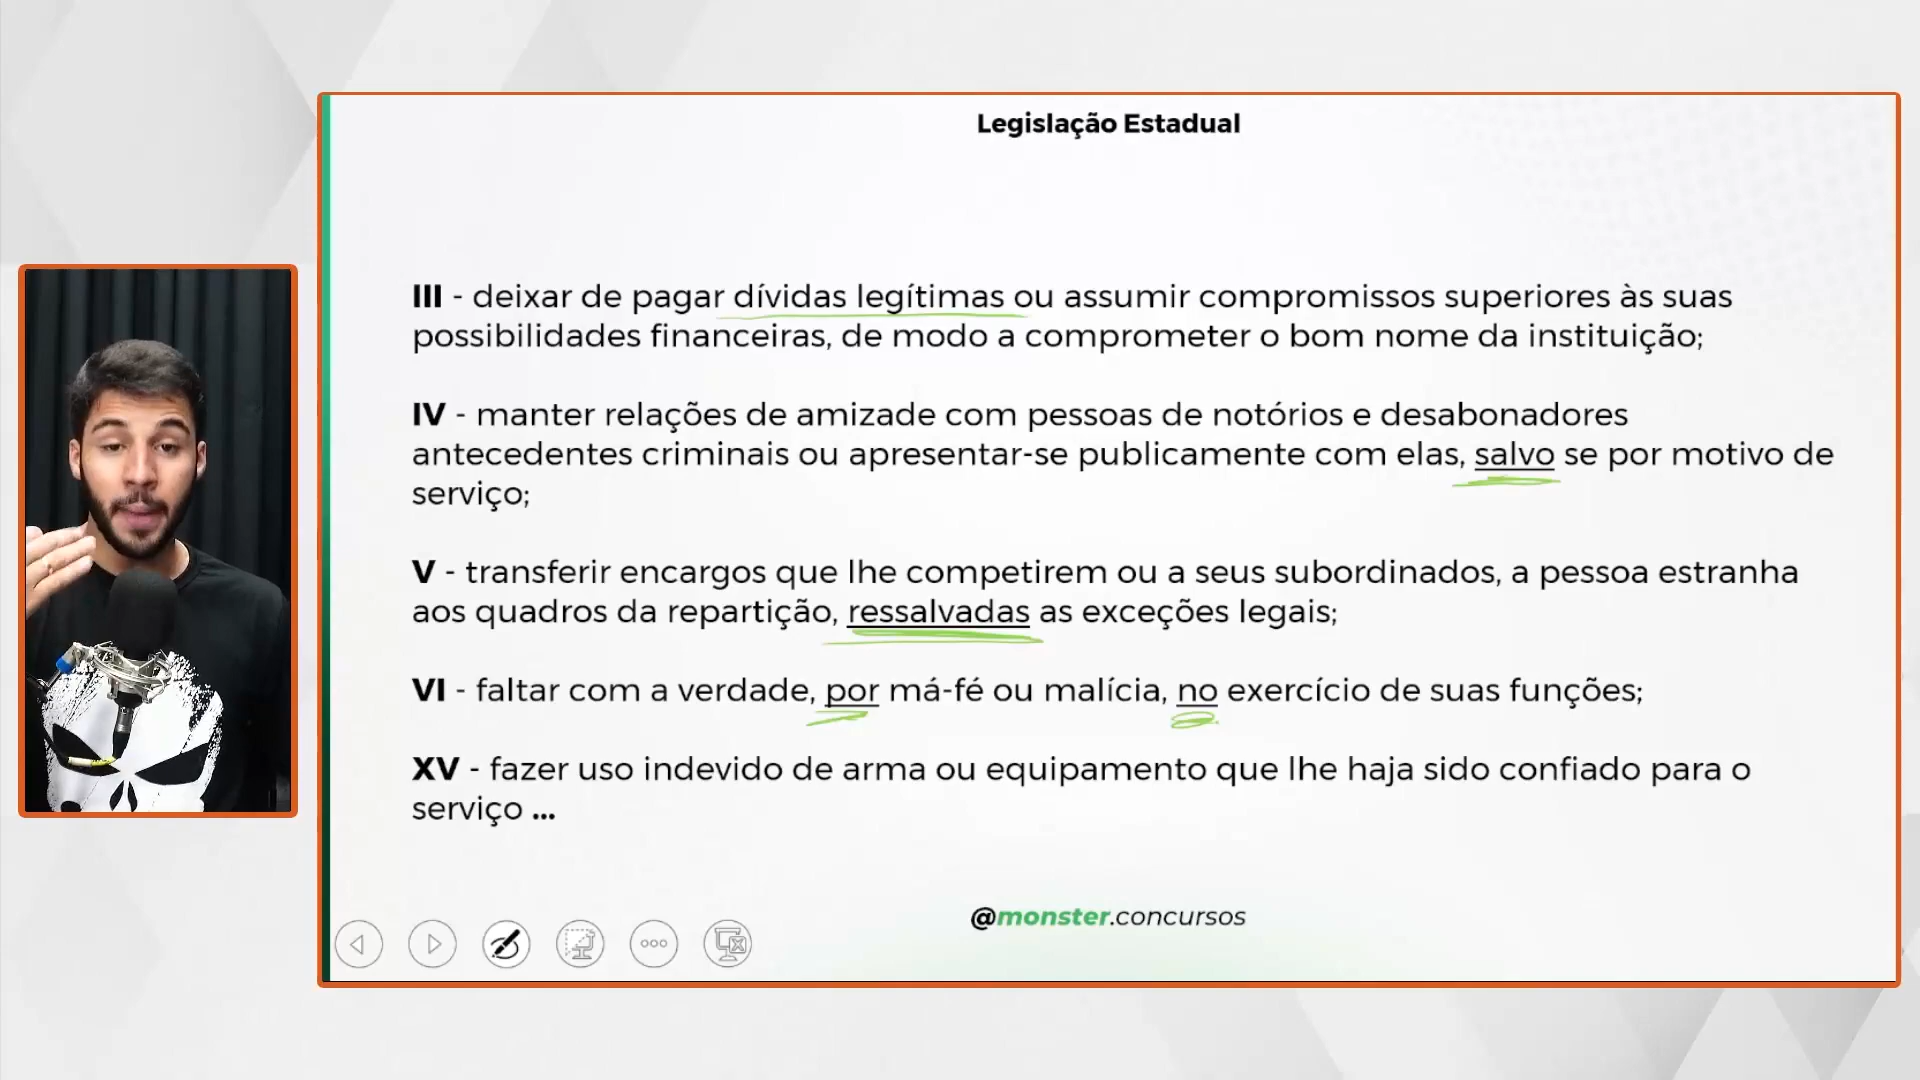 Legislação Estadual
III - deixar de pagar dívidas legítimas ou assumir compromissos superiores às suas
possibilidades financeiras, de modo a comprometer o bom nome da instituição;
IV - manter relações de amizade com pessoas de notórios e desabonadores
antecedentes criminais ou apresentar-se publicamente com elas, salvo se por motivo de
serviço;
V - transferir encargos que lhe competirem ou a seus subordinados, a pessoa estranha
aos quadros da repartição, ressalvadas as exceções legais;
VI - faltar com a verdade, por má-fé ou malícia, no exercício de suas funções;
XV - fazer uso indevido de arma ou equipamento que lhe haja sido confiado para o
serviço ...
@monster.concursos